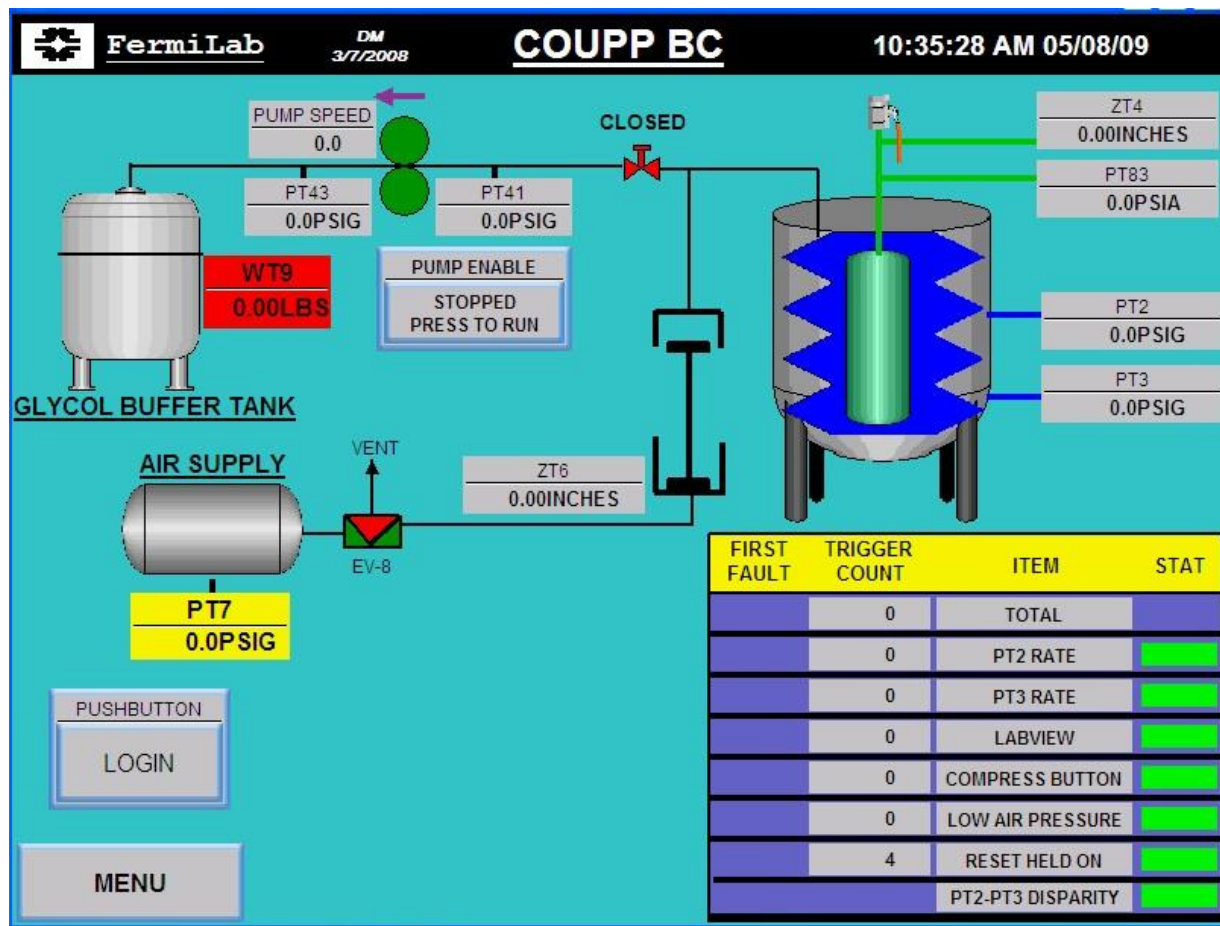 FermiLab
DM
3/7/2008
COUPP BC
10:35:28 AM 05/08/09
PUMP SPEED
0.0
CLOSED
ZT4
0.00INCHES
PT43
0.0PSIG
PT41
0.0PSIG
PT83
0.0PSIA
WT9
0.00LBS
PUMP ENABLE
STOPPED
PRESS TO RUN
PT2
0.0PSIG
PT3
0.0PSIG
GLYCOL BUFFER TANK
AIR SUPPLY
VENT
ZT6
0.00INCHES
EV-8
PT7
0.0PSIG
FIRST FAULT TRIGGER COUNT ITEM STAT
0 TOTAL
0 PT2 RATE
0 PT3 RATE
0 LABVIEW
0 COMPRESS BUTTON
0 LOW AIR PRESSURE
4 RESET HELD ON
PT2-PT3 DISPARITY
PUSHBUTTON
LOGIN
MENU